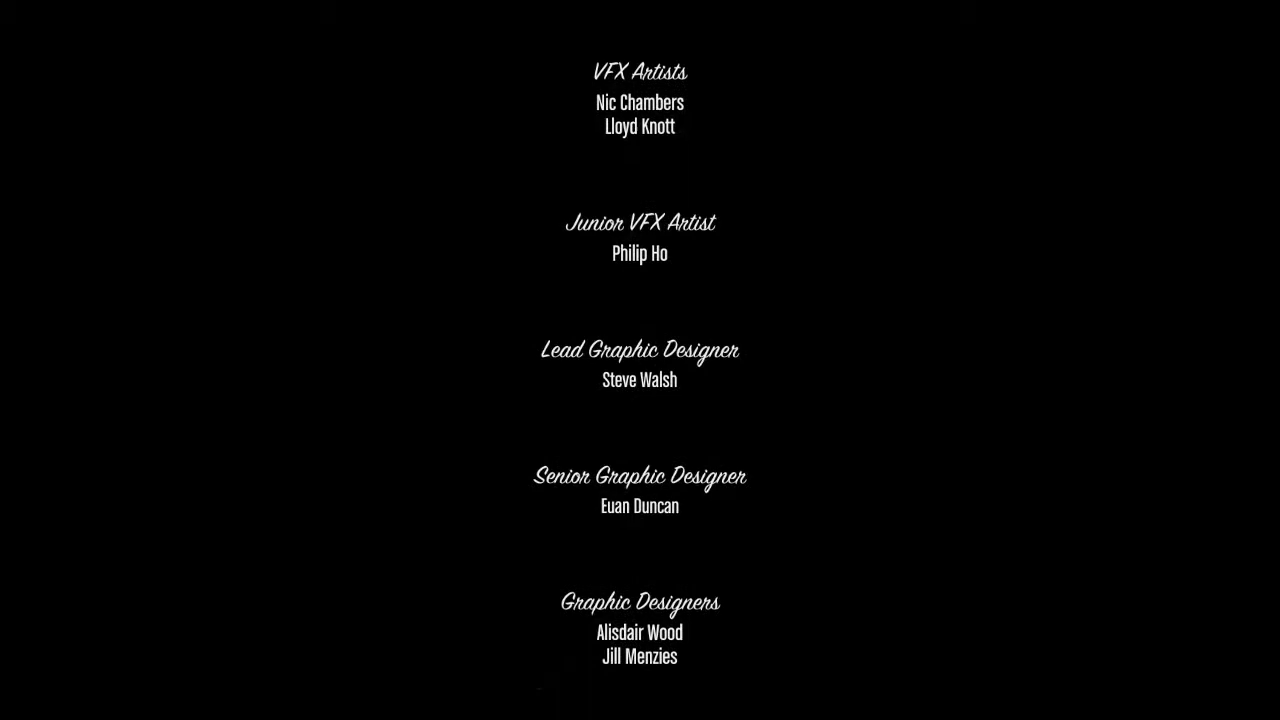 VFX Artists
Nic Chambers
Lloyd Knott
Junior VFX Artist
Philip Ho
Lead Graphic Designer
Steve Walsh
Senior Graphic Designer
Euan Duncan
Graphic Designers
Alisdair Wood
Jill Menzies